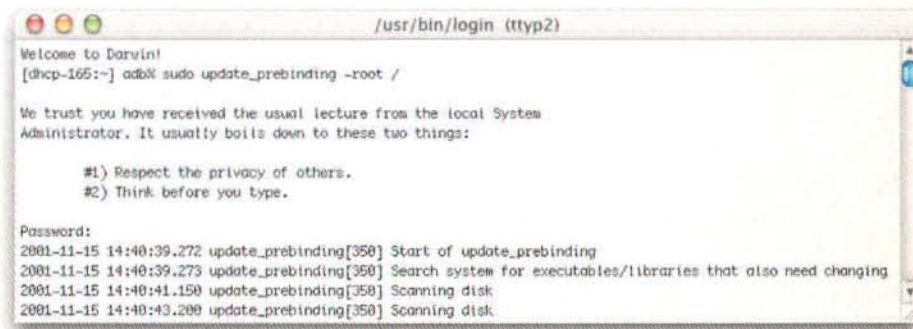 /usr/bin/login (ttyp2)
Welcome to Darwin!
[dhcp-165:~] adb% sudo update_prebinding -root /
We trust you have received the usual lecture from the local System
Administrator. It usually boils down to these two things:
#1) Respect the privacy of others.
#2) Think before you type.
Password:
2001-11-15 14:40:39.272 update_prebinding[350] Start of update_prebinding
2001-11-15 14:40:39.273 update_prebinding[350] Search system for executables/libraries that also need changing
2001-11-15 14:40:41.150 update_prebinding[350] Scanning disk
2001-11-15 14:40:43.200 update_prebinding[350] Scanning disk